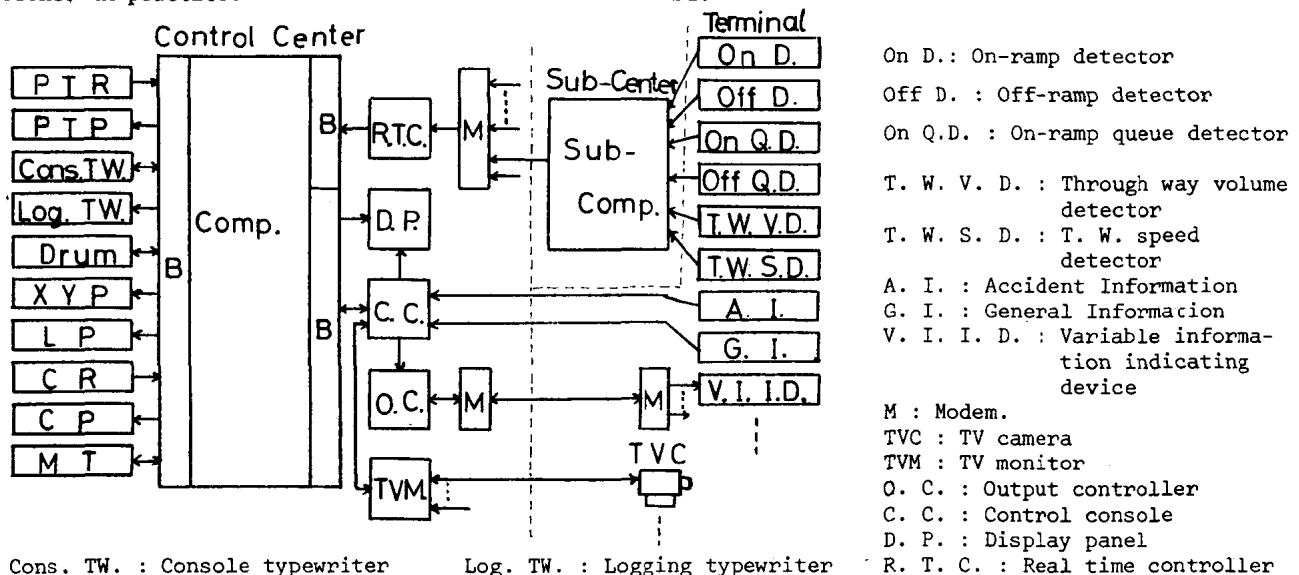 Control Center
Terminal
P T R
P T P
Cons. T.W.
Log. TW.
Drum
X Y P
L P
C R
C P
M T
B
Comp.
B
B
R.T.C.
M
D. P.
C. C.
O. C.
M
TVM
Sub-Center
Sub-
Comp.
On D.
Off D.
On Q.D.
Off Q.D.
T.W. V.D.
T.W. S.D.
A. I.
G. I.
M
V. I. I.D.
T V C
On D.: On-ramp detector
Off D. : Off-ramp detector
On Q.D. : On-ramp queue detector
T. W. V. D. : Through way volume
detector
T. W. S. D. : T. W. speed
detector
A. I. : Accident Information
G. I. : General Informacion
V. I. I. D. : Variable informa-
tion indicating
device
M : Modem.
TVC : TV camera
TVM : TV monitor
O. C. : Output controller
C. C. : Control console
D. P. : Display panel
R. T. C. : Real time controller
Cons. TW. : Console typewriter
Log. TW. : Logging typewriter